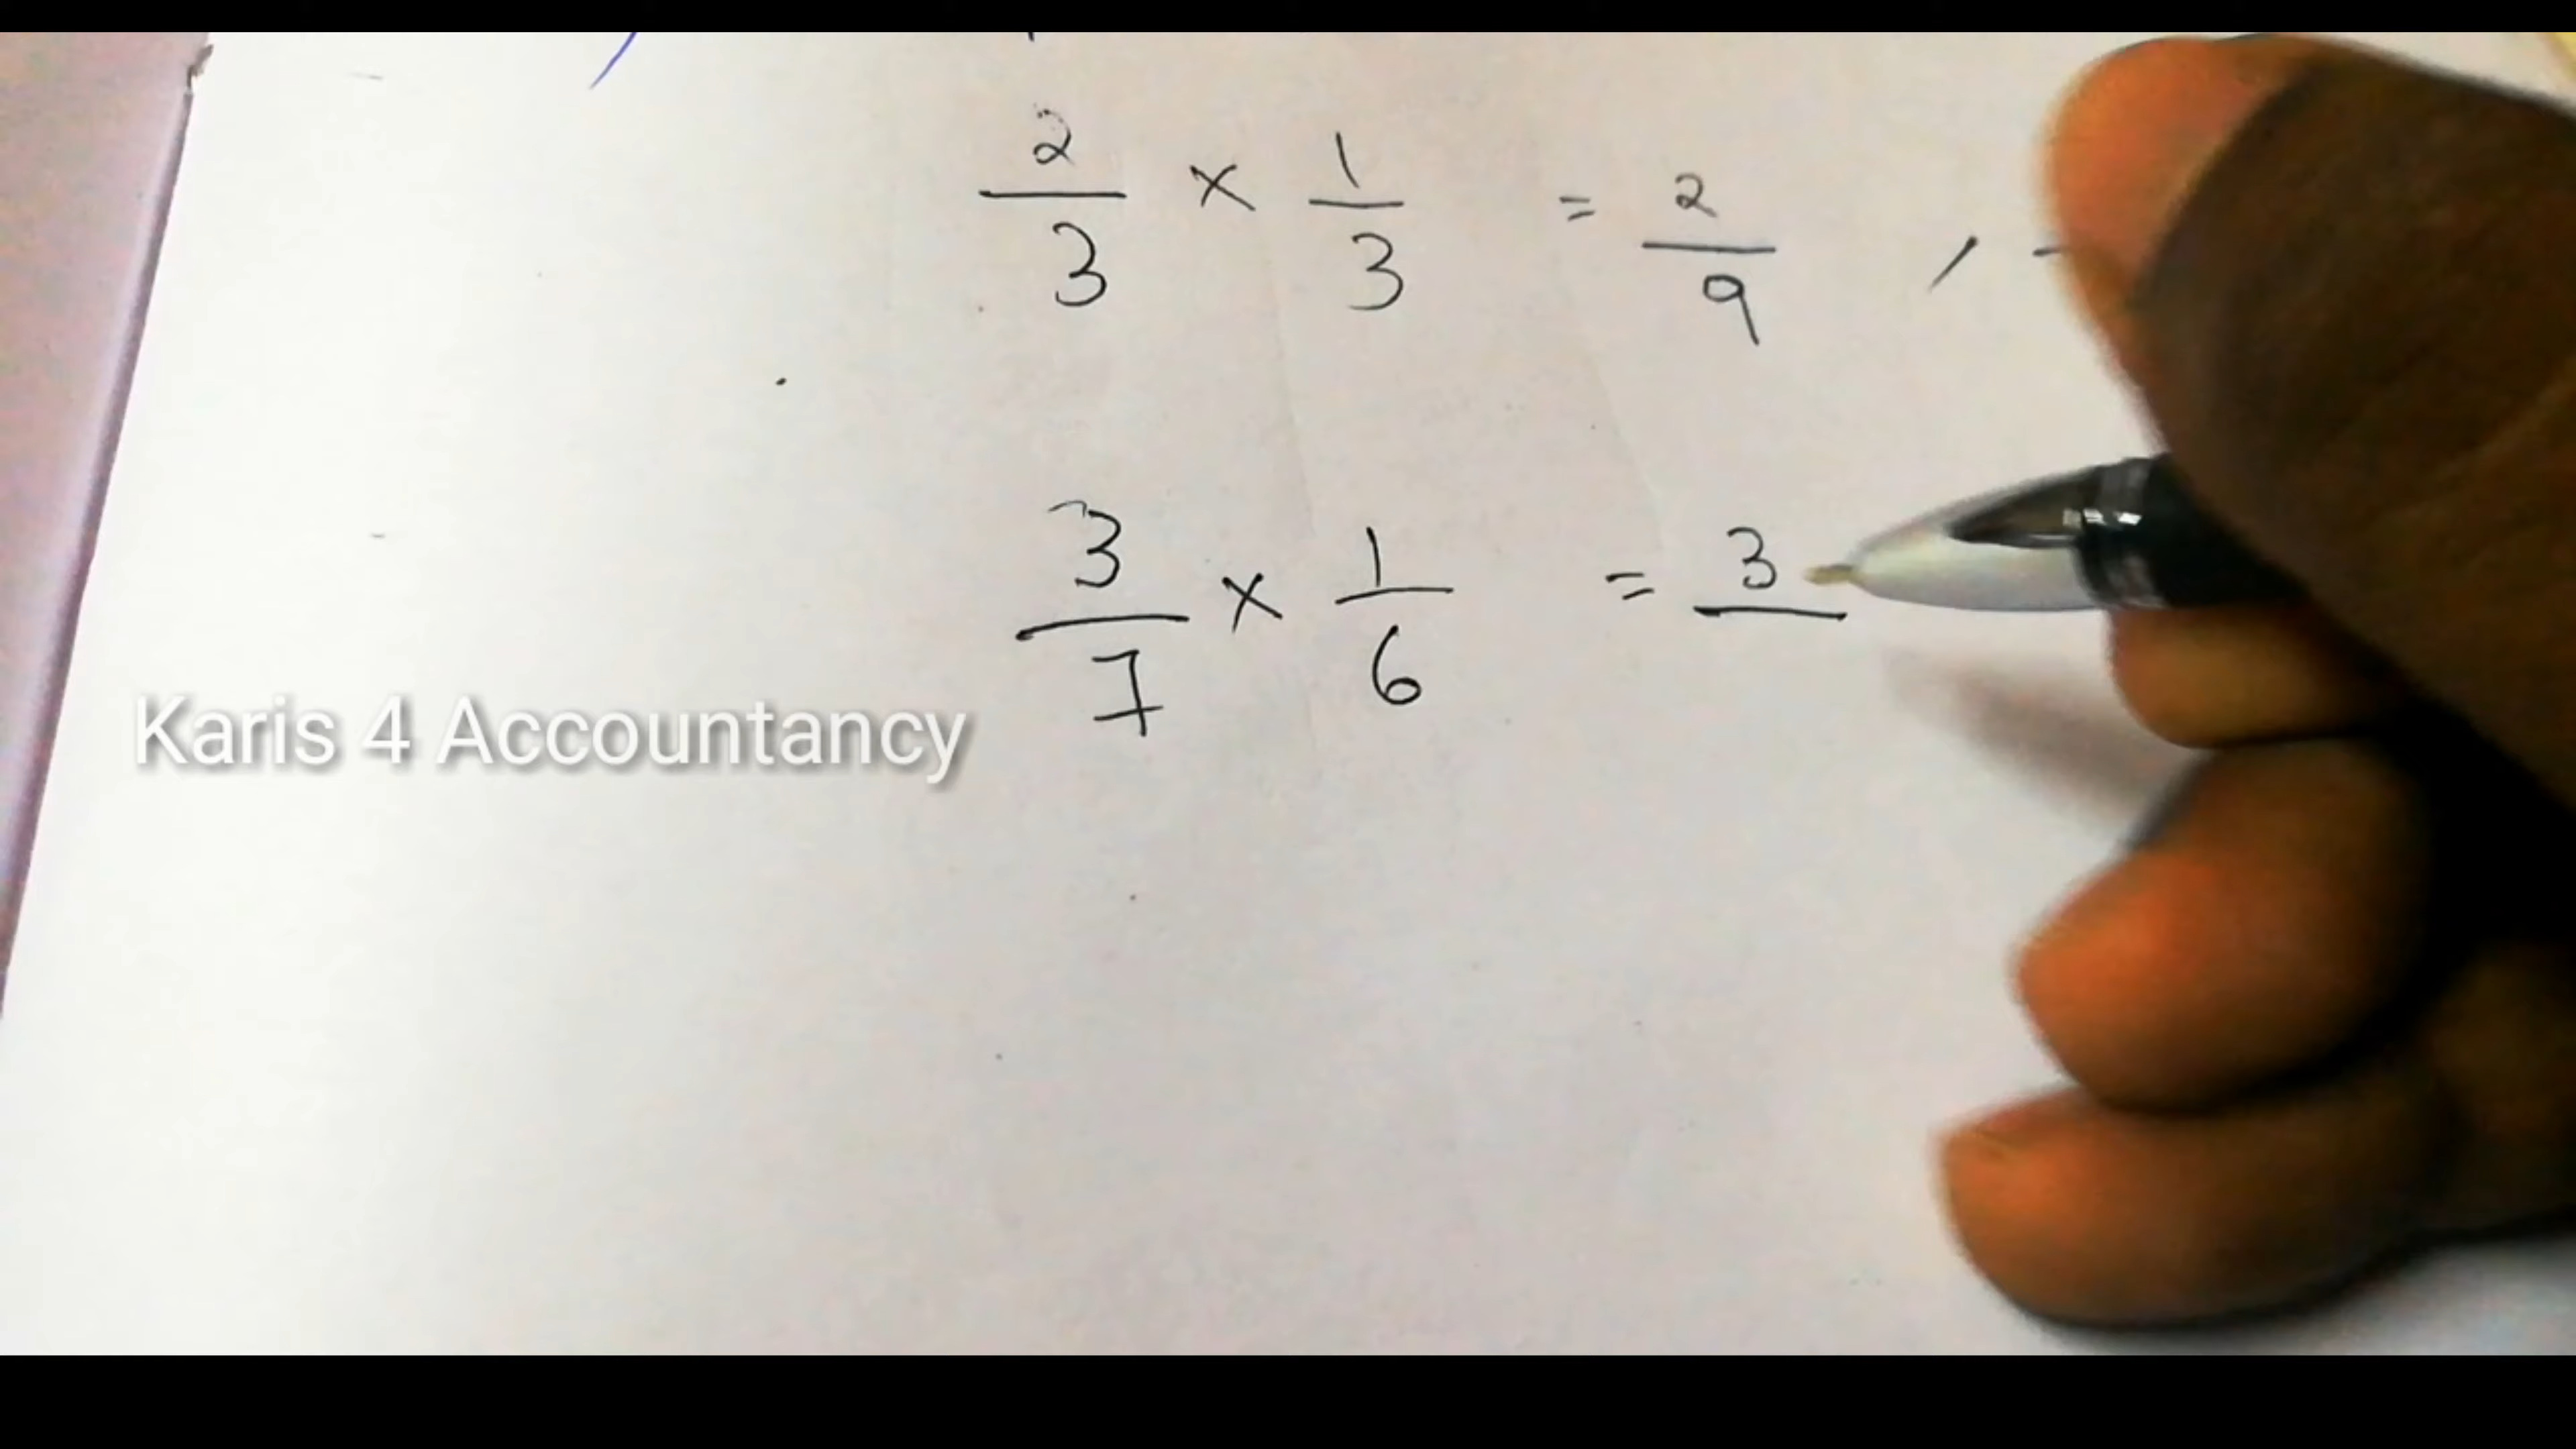 2/3 × 1/3 = 2/9 ,
3/7 × 1/6 = 3/
Karis 4 Accountancy